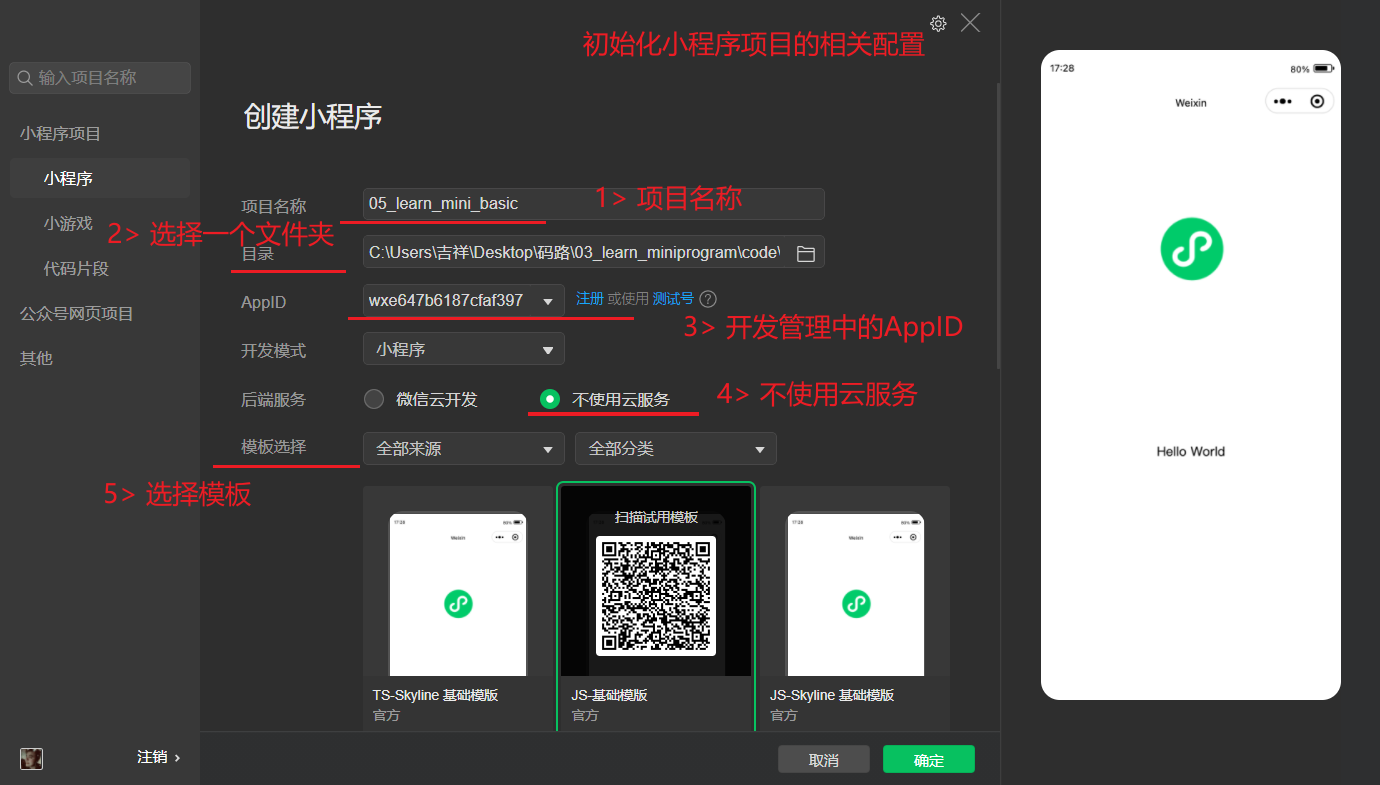 初始化小程序项目的相关配置
输入项目名称
小程序项目
小程序
小游戏
代码片段
公众号网页项目
其他
注销 ›
创建小程序
项目名称 05_learn_mini_basic
1> 项目名称
2> 选择一个文件夹
目录 C:\Users\吉祥\Desktop\码路\03_learn_miniprogram\code\
AppID wxe647b6187cfaf397 注册 或使用 测试号 ?
3> 开发管理中的AppID
开发模式 小程序
后端服务 微信云开发 不使用云服务
4> 不使用云服务
模板选择 全部来源 全部分类
5> 选择模板
17:28 80%
Weixin
扫描试用模板
17:28 80%
Weixin
TS-Skyline 基础模版
官方
JS-基础模版
官方
JS-Skyline 基础模版
官方
取消 确定
17:28 80%
Weixin
Hello World